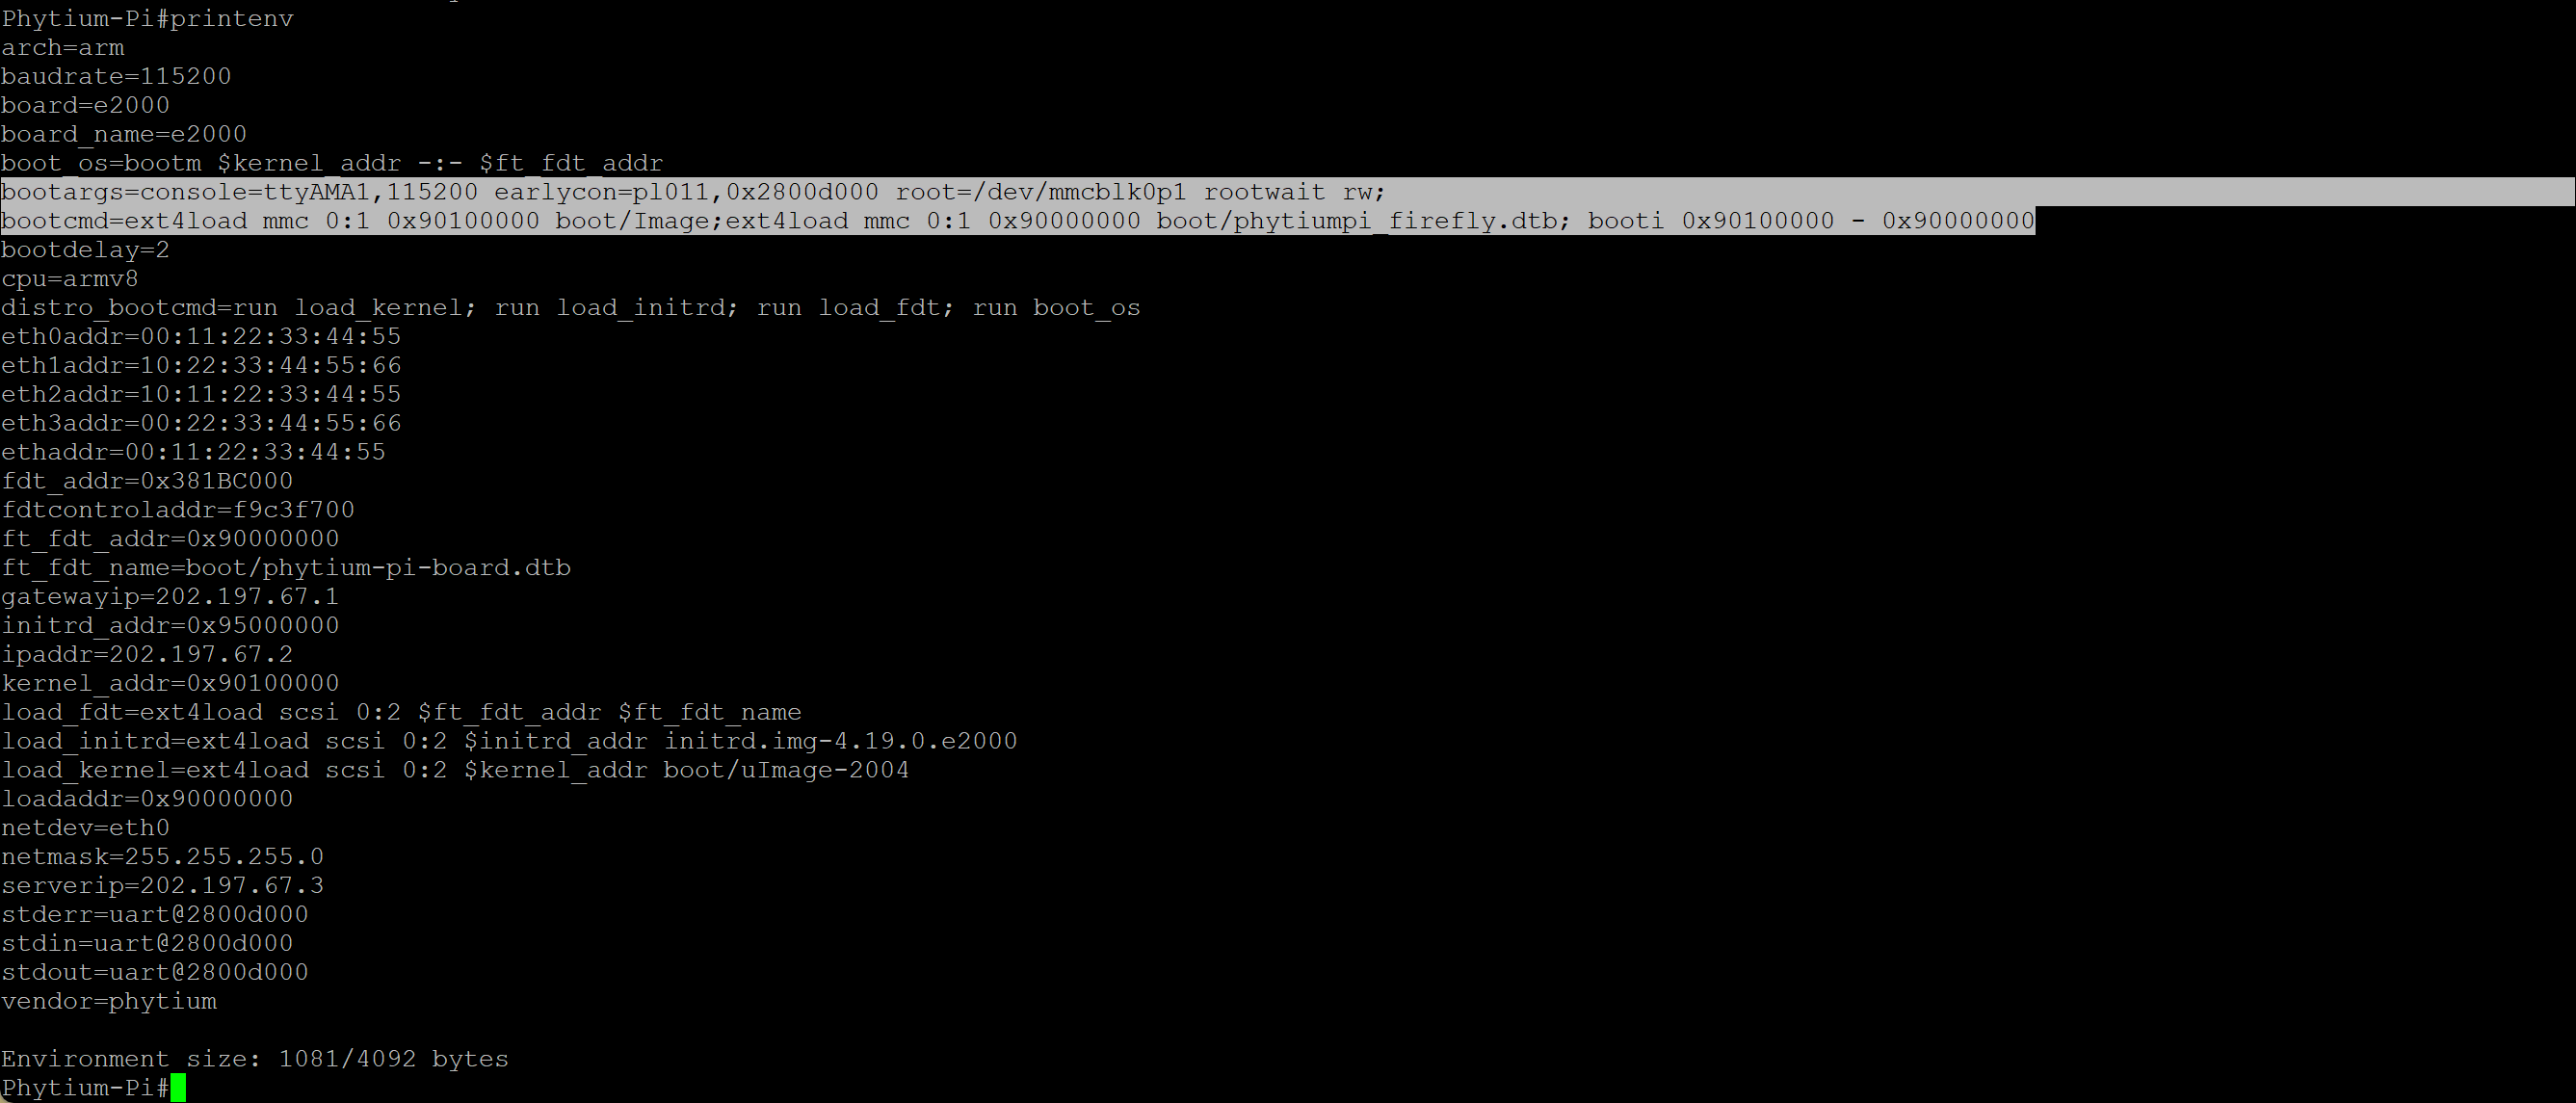 Phytium-Pi#printenv
arch=arm
baudrate=115200
board=e2000
board_name=e2000
boot_os=bootm $kernel_addr -:- $ft_fdt_addr
bootargs=console=ttyAMA1,115200 earlycon=pl011,0x2800d000 root=/dev/mmcblk0p1 rootwait rw;
bootcmd=ext4load mmc 0:1 0x90100000 boot/Image;ext4load mmc 0:1 0x90000000 boot/phytiumpi_firefly.dtb; booti 0x90100000 - 0x90000000
bootdelay=2
cpu=armv8
distro_bootcmd=run load_kernel; run load_initrd; run load_fdt; run boot_os
eth0addr=00:11:22:33:44:55
eth1addr=10:22:33:44:55:66
eth2addr=10:11:22:33:44:55
eth3addr=00:22:33:44:55:66
ethaddr=00:11:22:33:44:55
fdt_addr=0x381BC000
fdtcontroladdr=f9c3f700
ft_fdt_addr=0x90000000
ft_fdt_name=boot/phytium-pi-board.dtb
gatewayip=202.197.67.1
initrd_addr=0x95000000
ipaddr=202.197.67.2
kernel_addr=0x90100000
load_fdt=ext4load scsi 0:2 $ft_fdt_addr $ft_fdt_name
load_initrd=ext4load scsi 0:2 $initrd_addr initrd.img-4.19.0.e2000
load_kernel=ext4load scsi 0:2 $kernel_addr boot/uImage-2004
loadaddr=0x90000000
netdev=eth0
netmask=255.255.255.0
serverip=202.197.67.3
stderr=uart@2800d000
stdin=uart@2800d000
stdout=uart@2800d000
vendor=phytium
Environment size: 1081/4092 bytes
Phytium-Pi#